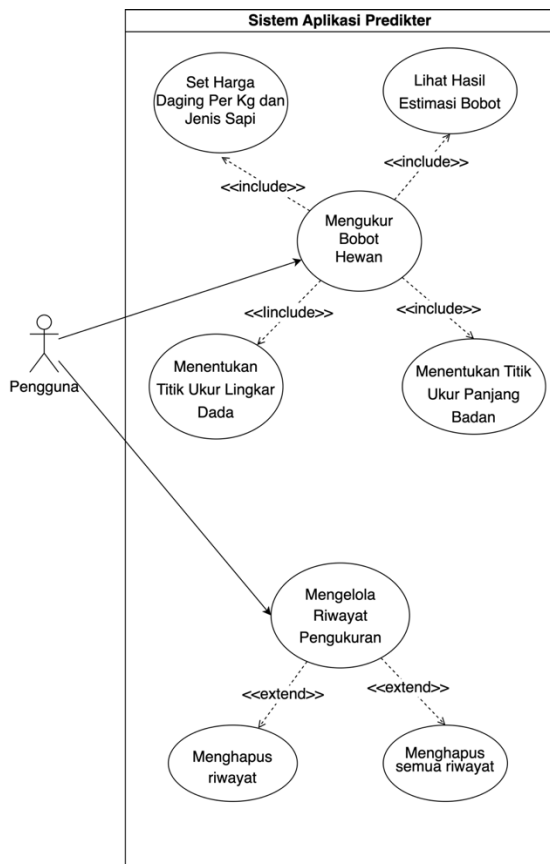 Sistem Aplikasi Predikter
Set Harga
Daging Per Kg dan
Jenis Sapi
Lihat Hasil
Estimasi Bobot
<<include>>
<<include>>
Mengukur
Bobot
Hewan
<<Iinclude>>
<<include>>
Menentukan
Titik Ukur Lingkar
Dada
Menentukan Titik
Ukur Panjang
Badan
Pengguna
Mengelola
Riwayat
Pengukuran
<<extend>>
<<extend>>
Menghapus
riwayat
Menghapus
semua riwayat